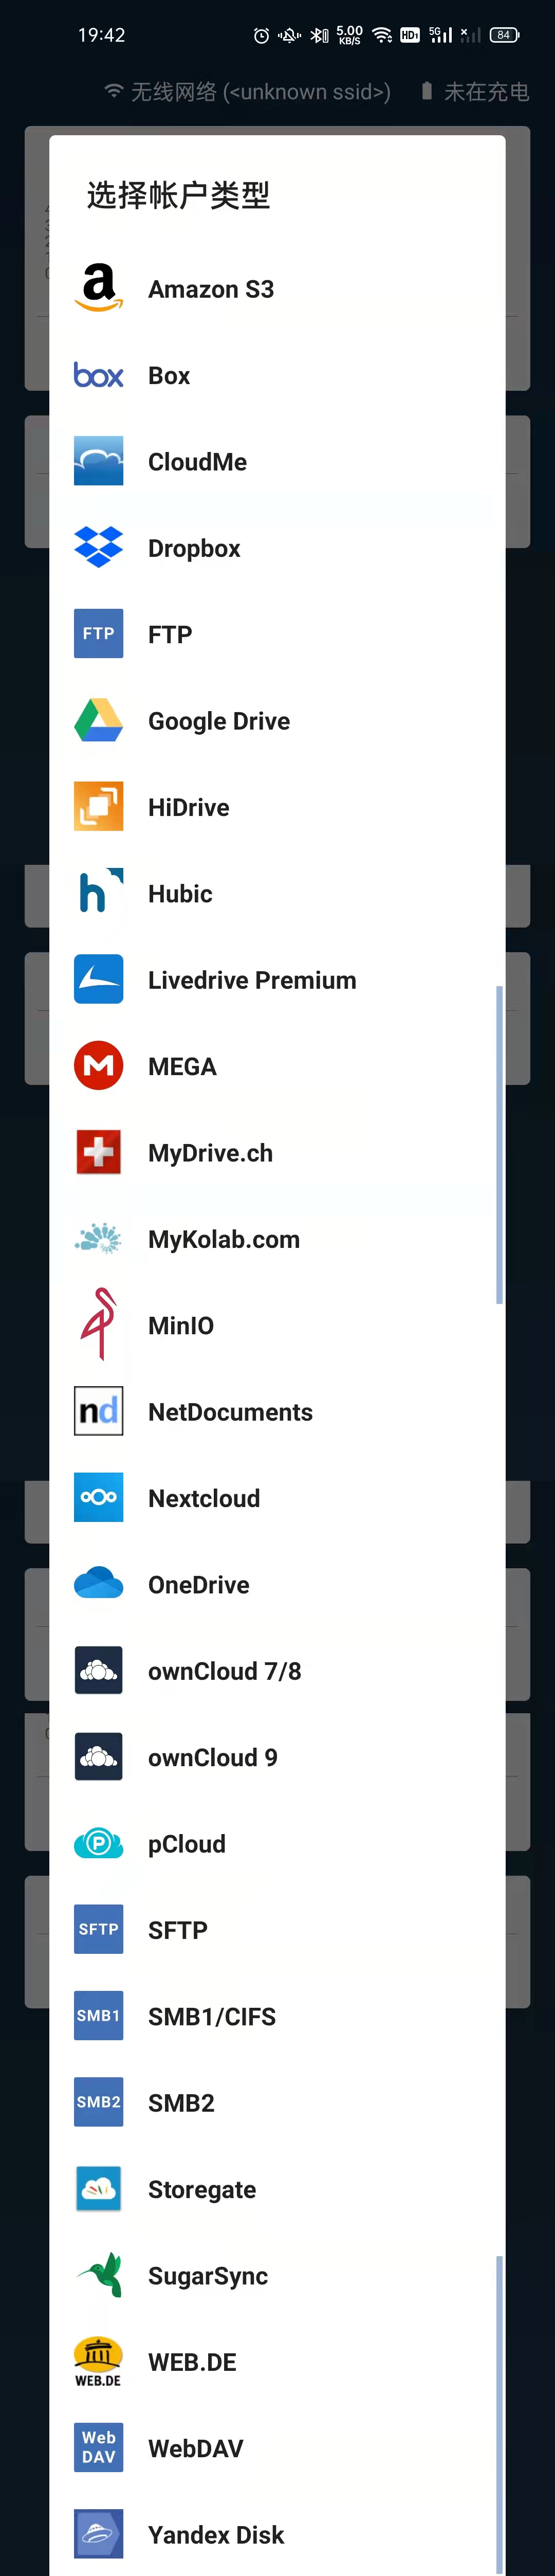 19:42
5.00 KB/S
HD1
5G
84
无线网络 (<unknown ssid>) 未在充电
选择帐户类型
a Amazon S3
box Box
CloudMe
Dropbox
FTP FTP
Google Drive
HiDrive
h Hubic
Livedrive Premium
M MEGA
MyDrive.ch
MyKolab.com
MinIO
nd NetDocuments
Nextcloud
OneDrive
ownCloud 7/8
ownCloud 9
P pCloud
SFTP SFTP
SMB1 SMB1/CIFS
SMB2 SMB2
Storegate
SugarSync
WEB.DE WEB.DE
Web
DAV WebDAV
Yandex Disk